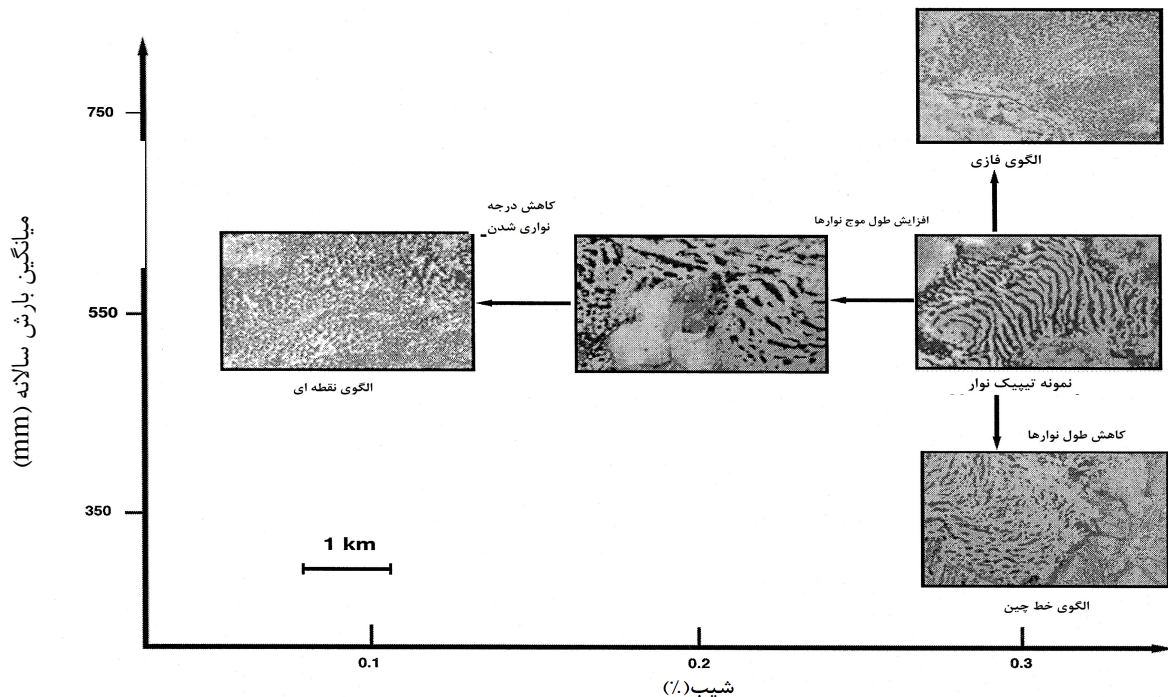 750
الگوی فازی
کاهش درجه
نواری شدن
افزایش طول موج نوارها
میانگین بارش سالانه (mm)
550
الگوی نقطه ای
نمونه تیپیک نوار
کاهش طول نوارها
350
1 km
الگوی خط چین
0.1
0.2
0.3
شیب(٪)